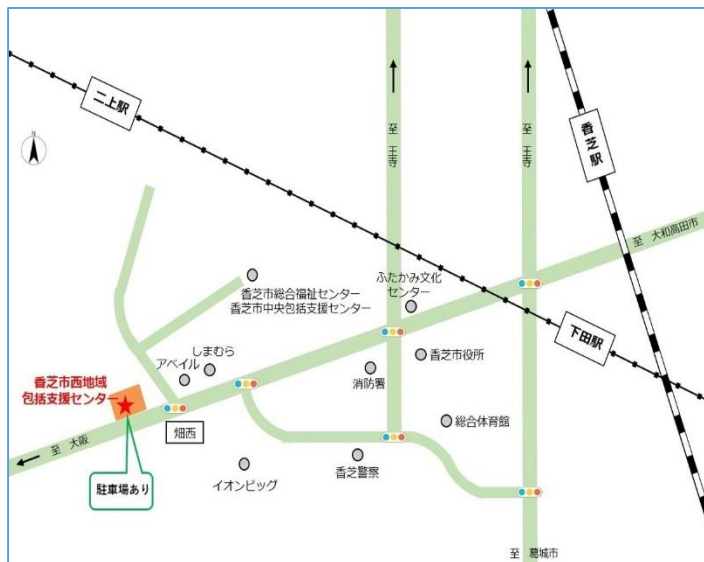 二上駅
香芝駅
N
至 王寺
至 王寺
至 大和高田市
ふたかみ文化
センター
香芝市総合福祉センター
香芝市中央包括支援センター
下田駅
しまむら
アベイル
香芝市役所
消防署
香芝市西地域
包括支援センター
総合体育館
畑西
至 大阪
香芝警察
イオンビッグ
駐車場あり
至 葛城市